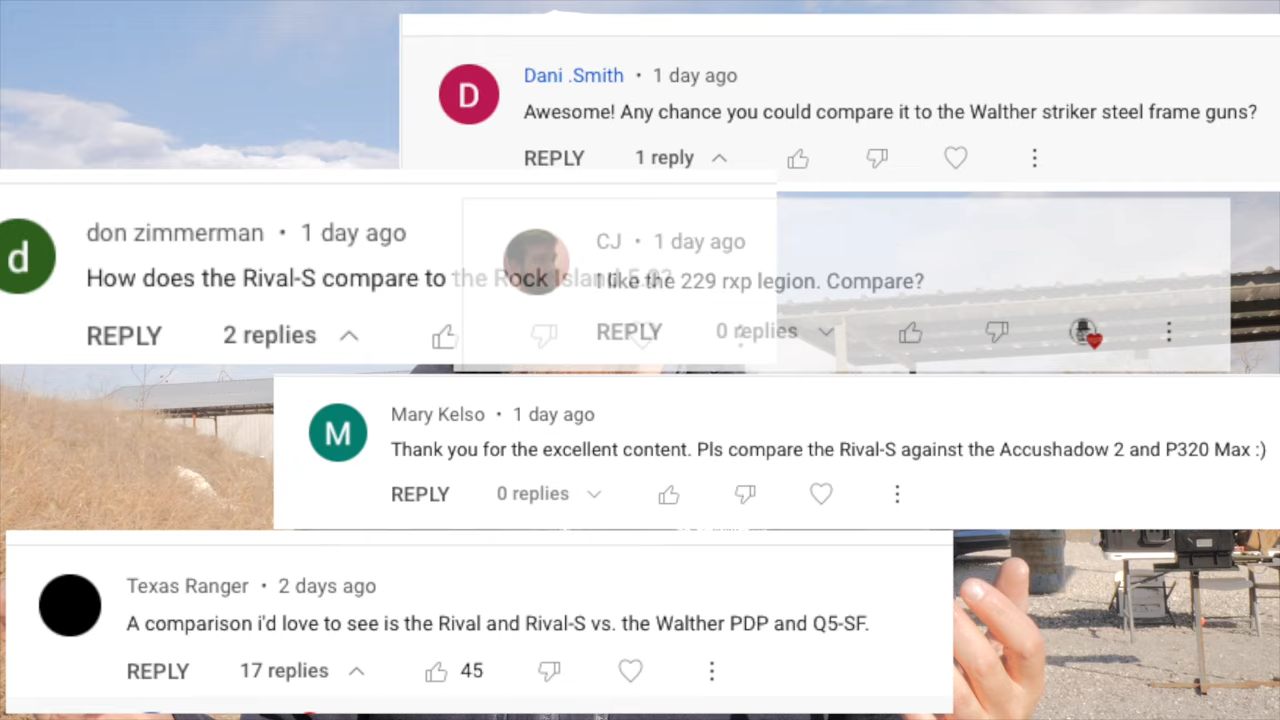 D
Dani .Smith • 1 day ago
Awesome! Any chance you could compare it to the Walther striker steel frame guns?
REPLY 1 reply
d
don zimmerman • 1 day ago
How does the Rival-S compare to the Rock Island
REPLY 2 replies
CJ • 1 day ago
I like the 229 rxp legion. Compare?
REPLY 0 replies
M
Mary Kelso • 1 day ago
Thank you for the excellent content. Pls compare the Rival-S against the Accushadow 2 and P320 Max :)
REPLY 0 replies
Texas Ranger • 2 days ago
A comparison i'd love to see is the Rival and Rival-S vs. the Walther PDP and Q5-SF.
REPLY 17 replies 45